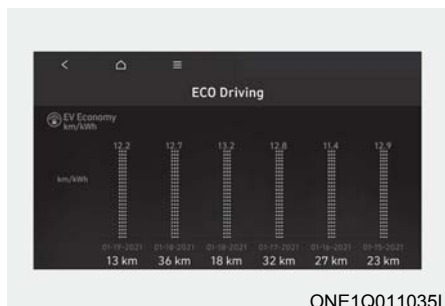 ECO Driving
EV Economy
km/kWh
12.2 12.7 13.2 12.8 11.4 12.9
km/kWh
01-19-2021 01-18-2021 01-18-2021 01-17-2021 01-16-2021 01-15-2021
13 km 36 km 18 km 32 km 27 km 23 km
ONE1Q011035L